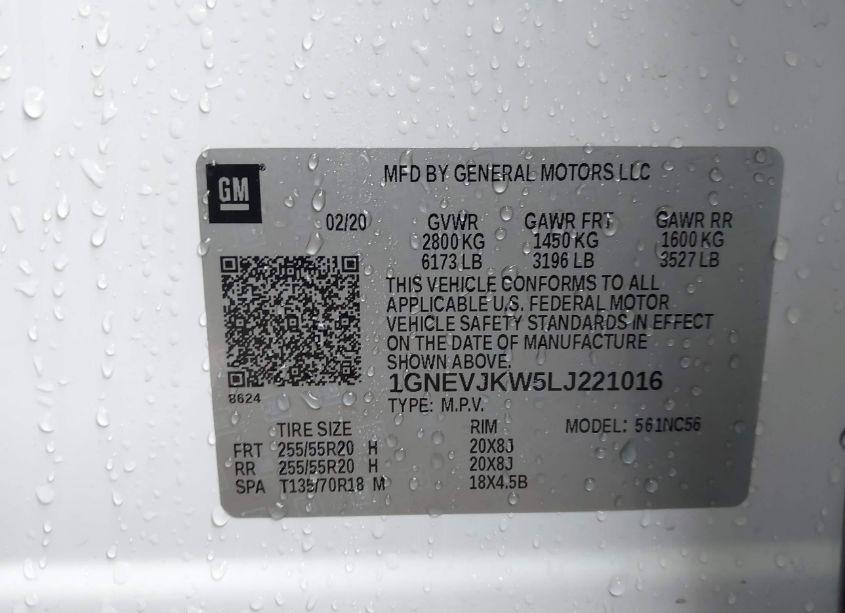 GM
MFD BY GENERAL MOTORS LLC
02/20 GVWR GAWR FRT GAWR RR
2800 KG 1450 KG 1600 KG
6173 LB 3196 LB 3527 LB
THIS VEHICLE CONFORMS TO ALL
APPLICABLE U.S. FEDERAL MOTOR
VEHICLE SAFETY STANDARDS IN EFFECT
ON THE DATE OF MANUFACTURE
SHOWN ABOVE.
1GNEVJKW5LJ221016
8624
TYPE: M.P.V.
TIRE SIZE RIM MODEL: 561NC56
FRT 255/55R20 H 20X8J
RR 255/55R20 H 20X8J
SPA T135/70R18 M 18X4.5B